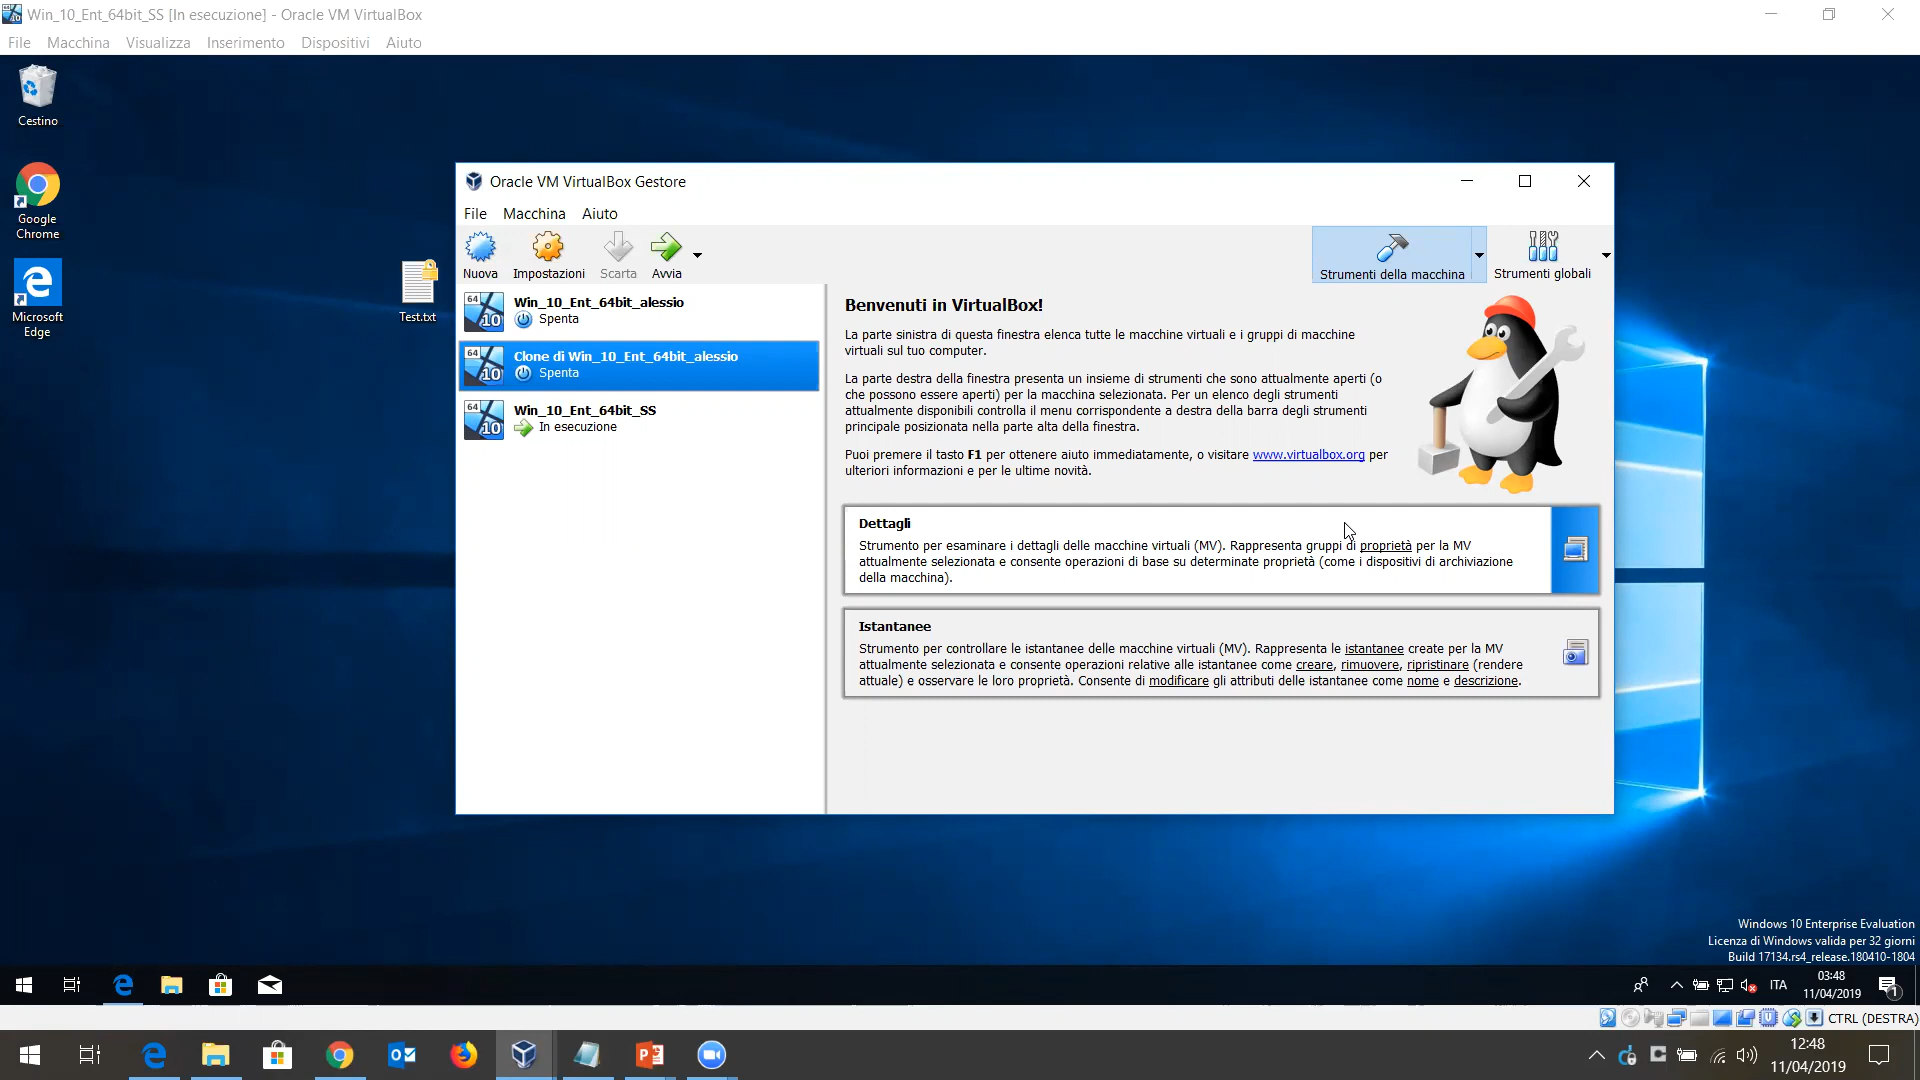 Win_10_Ent_64bit_SS [In esecuzione] - Oracle VM VirtualBox
File Macchina Visualizza Inserimento Dispositivi Aiuto
Cestino
Google
Chrome
Microsoft
Edge
Test.txt
Oracle VM VirtualBox Gestore
File Macchina Aiuto
Nuova Impostazioni Scarta Avvia Strumenti della macchina Strumenti globali
64 10 Win_10_Ent_64bit_alessio
Spenta
64 10 Clone di Win_10_Ent_64bit_alessio
Spenta
64 10 Win_10_Ent_64bit_SS
In esecuzione
Benvenuti in VirtualBox!
La parte sinistra di questa finestra elenca tutte le macchine virtuali e i gruppi di macchine
virtuali sul tuo computer.
La parte destra della finestra presenta un insieme di strumenti che sono attualmente aperti (o
che possono essere aperti) per la macchina selezionata. Per un elenco degli strumenti
attualmente disponibili controlla il menu corrispondente a destra della barra degli strumenti
principale posizionata nella parte alta della finestra.
Puoi premere il tasto F1 per ottenere aiuto immediatamente, o visitare www.virtualbox.org per
ulteriori informazioni e per le ultime novità.
Dettagli
Strumento per esaminare i dettagli delle macchine virtuali (MV). Rappresenta gruppi di proprietà per la MV
attualmente selezionata e consente operazioni di base su determinate proprietà (come i dispositivi di archiviazione
della macchina).
Istantanee
Strumento per controllare le istantanee delle macchine virtuali (MV). Rappresenta le istantanee create per la MV
attualmente selezionata e consente operazioni relative alle istantanee come creare, rimuovere, ripristinare (rendere
attuale) e osservare le loro proprietà. Consente di modificare gli attributi delle istantanee come nome e descrizione.
Windows 10 Enterprise Evaluation
Licenza di Windows valida per 32 giorni
Build 17134.rs4_release.180410-1804
ITA
03:48
11/04/2019
1
CTRL (DESTRA)
12:48
11/04/2019